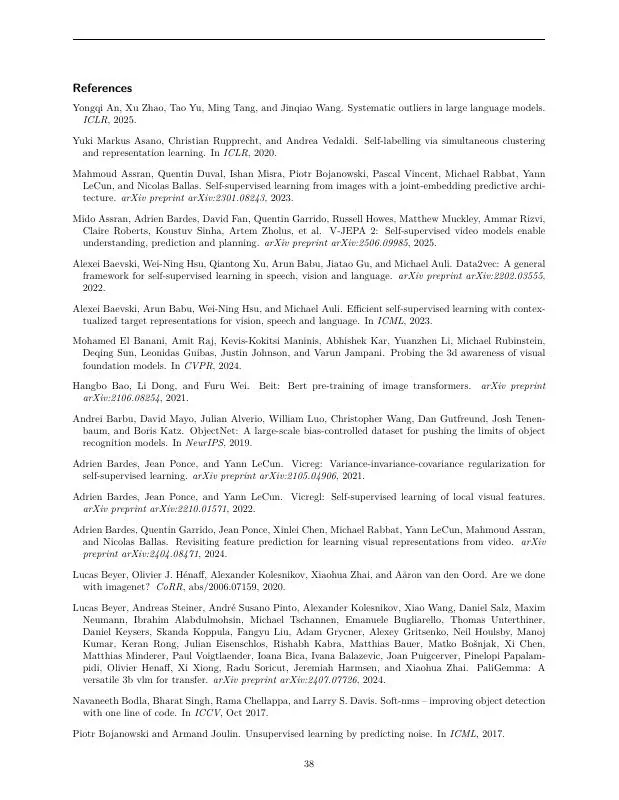 References
Yongqi An, Xu Zhao, Tao Yu, Ming Tang, and Jinqiao Wang. Systematic outliers in large language models.
ICLR, 2025.
Yuki Markus Asano, Christian Rupprecht, and Andrea Vedaldi. Self-labelling via simultaneous clustering
and representation learning. In ICLR, 2020.
Mahmoud Assran, Quentin Duval, Ishan Misra, Piotr Bojanowski, Pascal Vincent, Michael Rabbat, Yann
LeCun, and Nicolas Ballas. Self-supervised learning from images with a joint-embedding predictive archi-
tecture. arXiv preprint arXiv:2301.08243, 2023.
Mido Assran, Adrien Bardes, David Fan, Quentin Garrido, Russell Howes, Matthew Muckley, Ammar Rizvi,
Claire Roberts, Koustuv Sinha, Artem Zholus, et al. V-JEPA 2: Self-supervised video models enable
understanding, prediction and planning. arXiv preprint arXiv:2506.09985, 2025.
Alexei Baevski, Wei-Ning Hsu, Qiantong Xu, Arun Babu, Jiatao Gu, and Michael Auli. Data2vec: A general
framework for self-supervised learning in speech, vision and language. arXiv preprint arXiv:2202.03555,
2022.
Alexei Baevski, Arun Babu, Wei-Ning Hsu, and Michael Auli. Efficient self-supervised learning with contex-
tualized target representations for vision, speech and language. In ICML, 2023.
Mohamed El Banani, Amit Raj, Kevis-Kokitsi Maninis, Abhishek Kar, Yuanzhen Li, Michael Rubinstein,
Deqing Sun, Leonidas Guibas, Justin Johnson, and Varun Jampani. Probing the 3d awareness of visual
foundation models. In CVPR, 2024.
Hangbo Bao, Li Dong, and Furu Wei. Beit: Bert pre-training of image transformers. arXiv preprint
arXiv:2106.08254, 2021.
Andrei Barbu, David Mayo, Julian Alverio, William Luo, Christopher Wang, Dan Gutfreund, Josh Tenen-
baum, and Boris Katz. ObjectNet: A large-scale bias-controlled dataset for pushing the limits of object
recognition models. In NeurIPS, 2019.
Adrien Bardes, Jean Ponce, and Yann LeCun. Vicreg: Variance-invariance-covariance regularization for
self-supervised learning. arXiv preprint arXiv:2105.04906, 2021.
Adrien Bardes, Jean Ponce, and Yann LeCun. Vicregl: Self-supervised learning of local visual features.
arXiv preprint arXiv:2210.01571, 2022.
Adrien Bardes, Quentin Garrido, Jean Ponce, Xinlei Chen, Michael Rabbat, Yann LeCun, Mahmoud Assran,
and Nicolas Ballas. Revisiting feature prediction for learning visual representations from video. arXiv
preprint arXiv:2404.08471, 2024.
Lucas Beyer, Olivier J. Hénaff, Alexander Kolesnikov, Xiaohua Zhai, and Aäron van den Oord. Are we done
with imagenet? CoRR, abs/2006.07159, 2020.
Lucas Beyer, Andreas Steiner, André Susano Pinto, Alexander Kolesnikov, Xiao Wang, Daniel Salz, Maxim
Neumann, Ibrahim Alabdulmohsin, Michael Tschannen, Emanuele Bugliarello, Thomas Unterthiner,
Daniel Keysers, Skanda Koppula, Fangyu Liu, Adam Grycner, Alexey Gritsenko, Neil Houlsby, Manoj
Kumar, Keran Rong, Julian Eisenschlos, Rishabh Kabra, Matthias Bauer, Matko Bošnjak, Xi Chen,
Matthias Minderer, Paul Voigtlaender, Ioana Bica, Ivana Balazevic, Joan Puigcerver, Pinelopi Papalam-
pidi, Olivier Henaff, Xi Xiong, Radu Soricut, Jeremiah Harmsen, and Xiaohua Zhai. PaliGemma: A
versatile 3b vlm for transfer. arXiv preprint arXiv:2407.07726, 2024.
Navaneeth Bodla, Bharat Singh, Rama Chellappa, and Larry S. Davis. Soft-nms – improving object detection
with one line of code. In ICCV, Oct 2017.
Piotr Bojanowski and Armand Joulin. Unsupervised learning by predicting noise. In ICML, 2017.
38